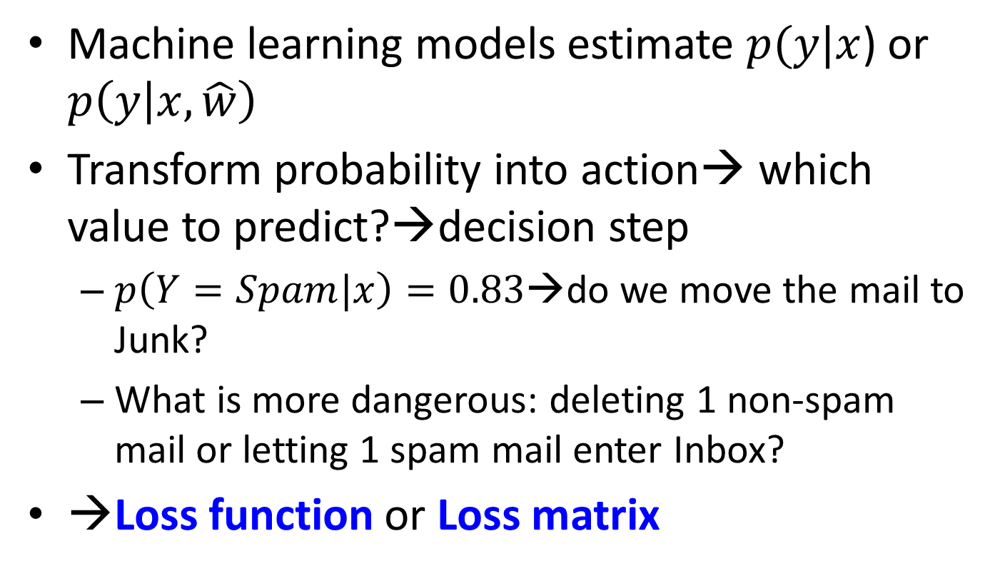 • Machine learning models estimate p(y|x) or
p(y|x, ŵ)
• Transform probability into action→ which
value to predict?→decision step
– p(Y = Spam|x) = 0.83→do we move the mail to
Junk?
– What is more dangerous: deleting 1 non-spam
mail or letting 1 spam mail enter Inbox?
• →Loss function or Loss matrix